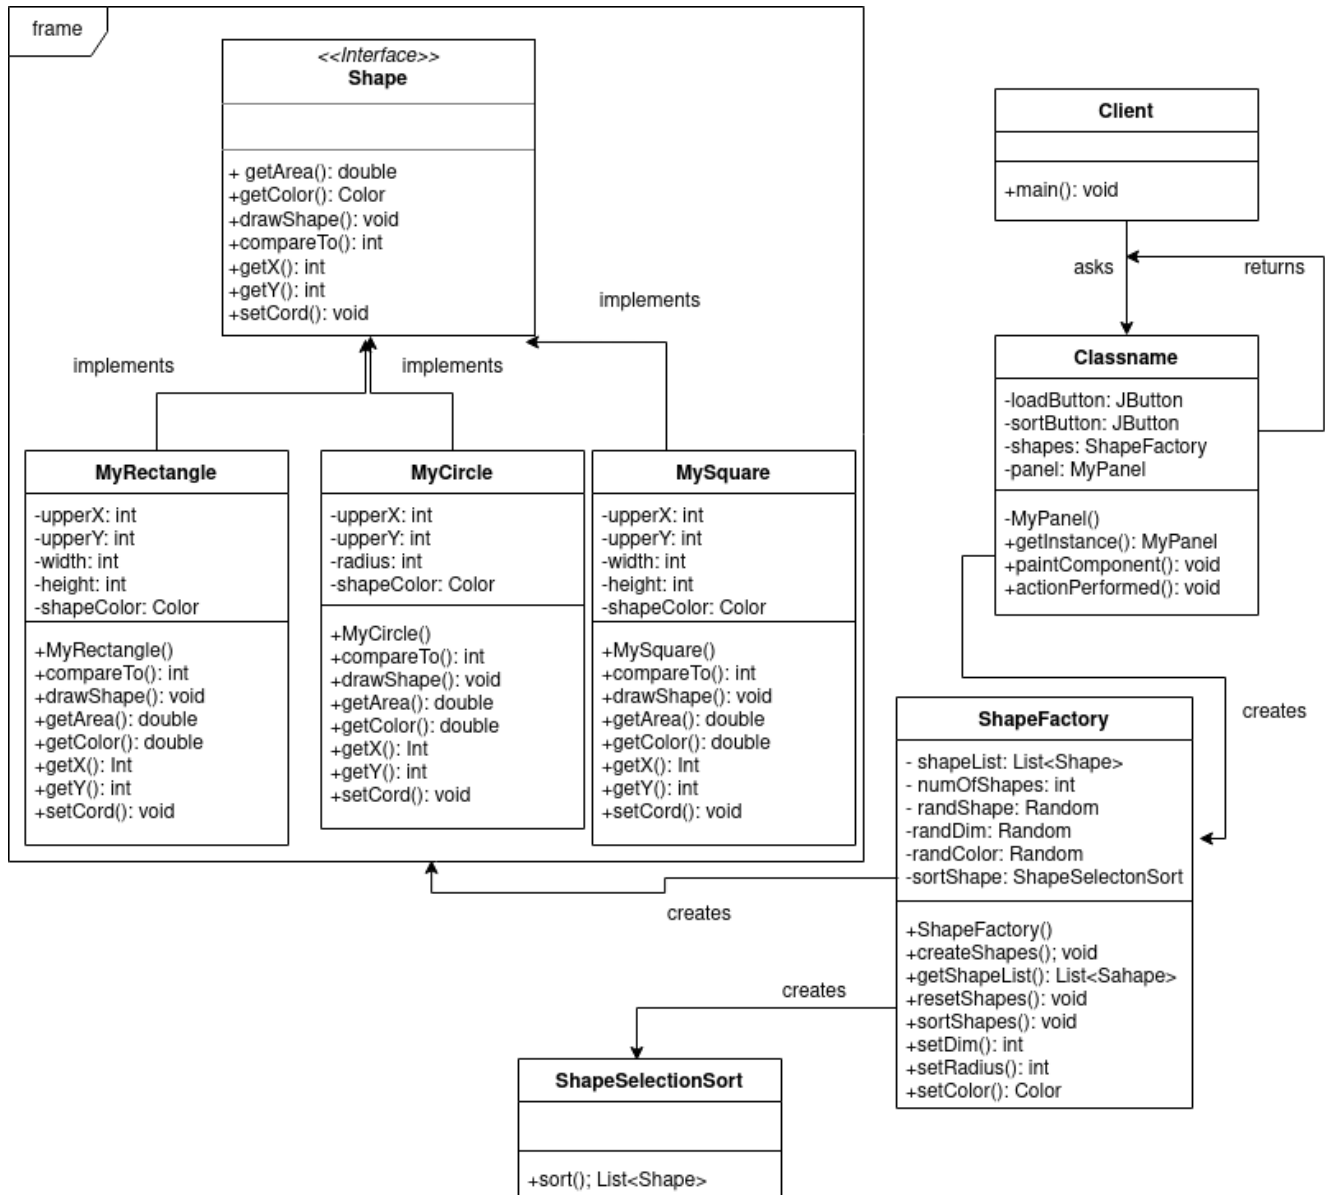 frame
<<Interface>>
Shape
+ getArea(): double
+getColor(): Color
+drawShape(): void
+compareTo(): int
+getX(): int
+getY(): int
+setCord(): void
implements
implements
implements
MyRectangle
-upperX: int
-upperY: int
-width: int
-height: int
-shapeColor: Color
+MyRectangle()
+compareTo(): int
+drawShape(): void
+getArea(): double
+getColor(): double
+getX(): Int
+getY(): int
+setCord(): void
MyCircle
-upperX: int
-upperY: int
-radius: int
-shapeColor: Color
+MyCircle()
+compareTo(): int
+drawShape(): void
+getArea(): double
+getColor(): double
+getX(): Int
+getY(): int
+setCord(): void
MySquare
-upperX: int
-upperY: int
-width: int
-height: int
-shapeColor: Color
+MySquare()
+compareTo(): int
+drawShape(): void
+getArea(): double
+getColor(): double
+getX(): Int
+getY(): int
+setCord(): void
Client
+main(): void
asks
returns
Classname
-loadButton: JButton
-sortButton: JButton
-shapes: ShapeFactory
-panel: MyPanel
-MyPanel()
+getInstance(): MyPanel
+paintComponent(): void
+actionPerformed(): void
creates
ShapeFactory
- shapeList: List<Shape>
- numOfShapes: int
- randShape: Random
-randDim: Random
-randColor: Random
-sortShape: ShapeSelectonSort
+ShapeFactory()
+createShapes(); void
+getShapeList(): List<Sahape>
+resetShapes(): void
+sortShapes(): void
+setDim(): int
+setRadius(): int
+setColor(): Color
creates
creates
ShapeSelectionSort
+sort(); List<Shape>